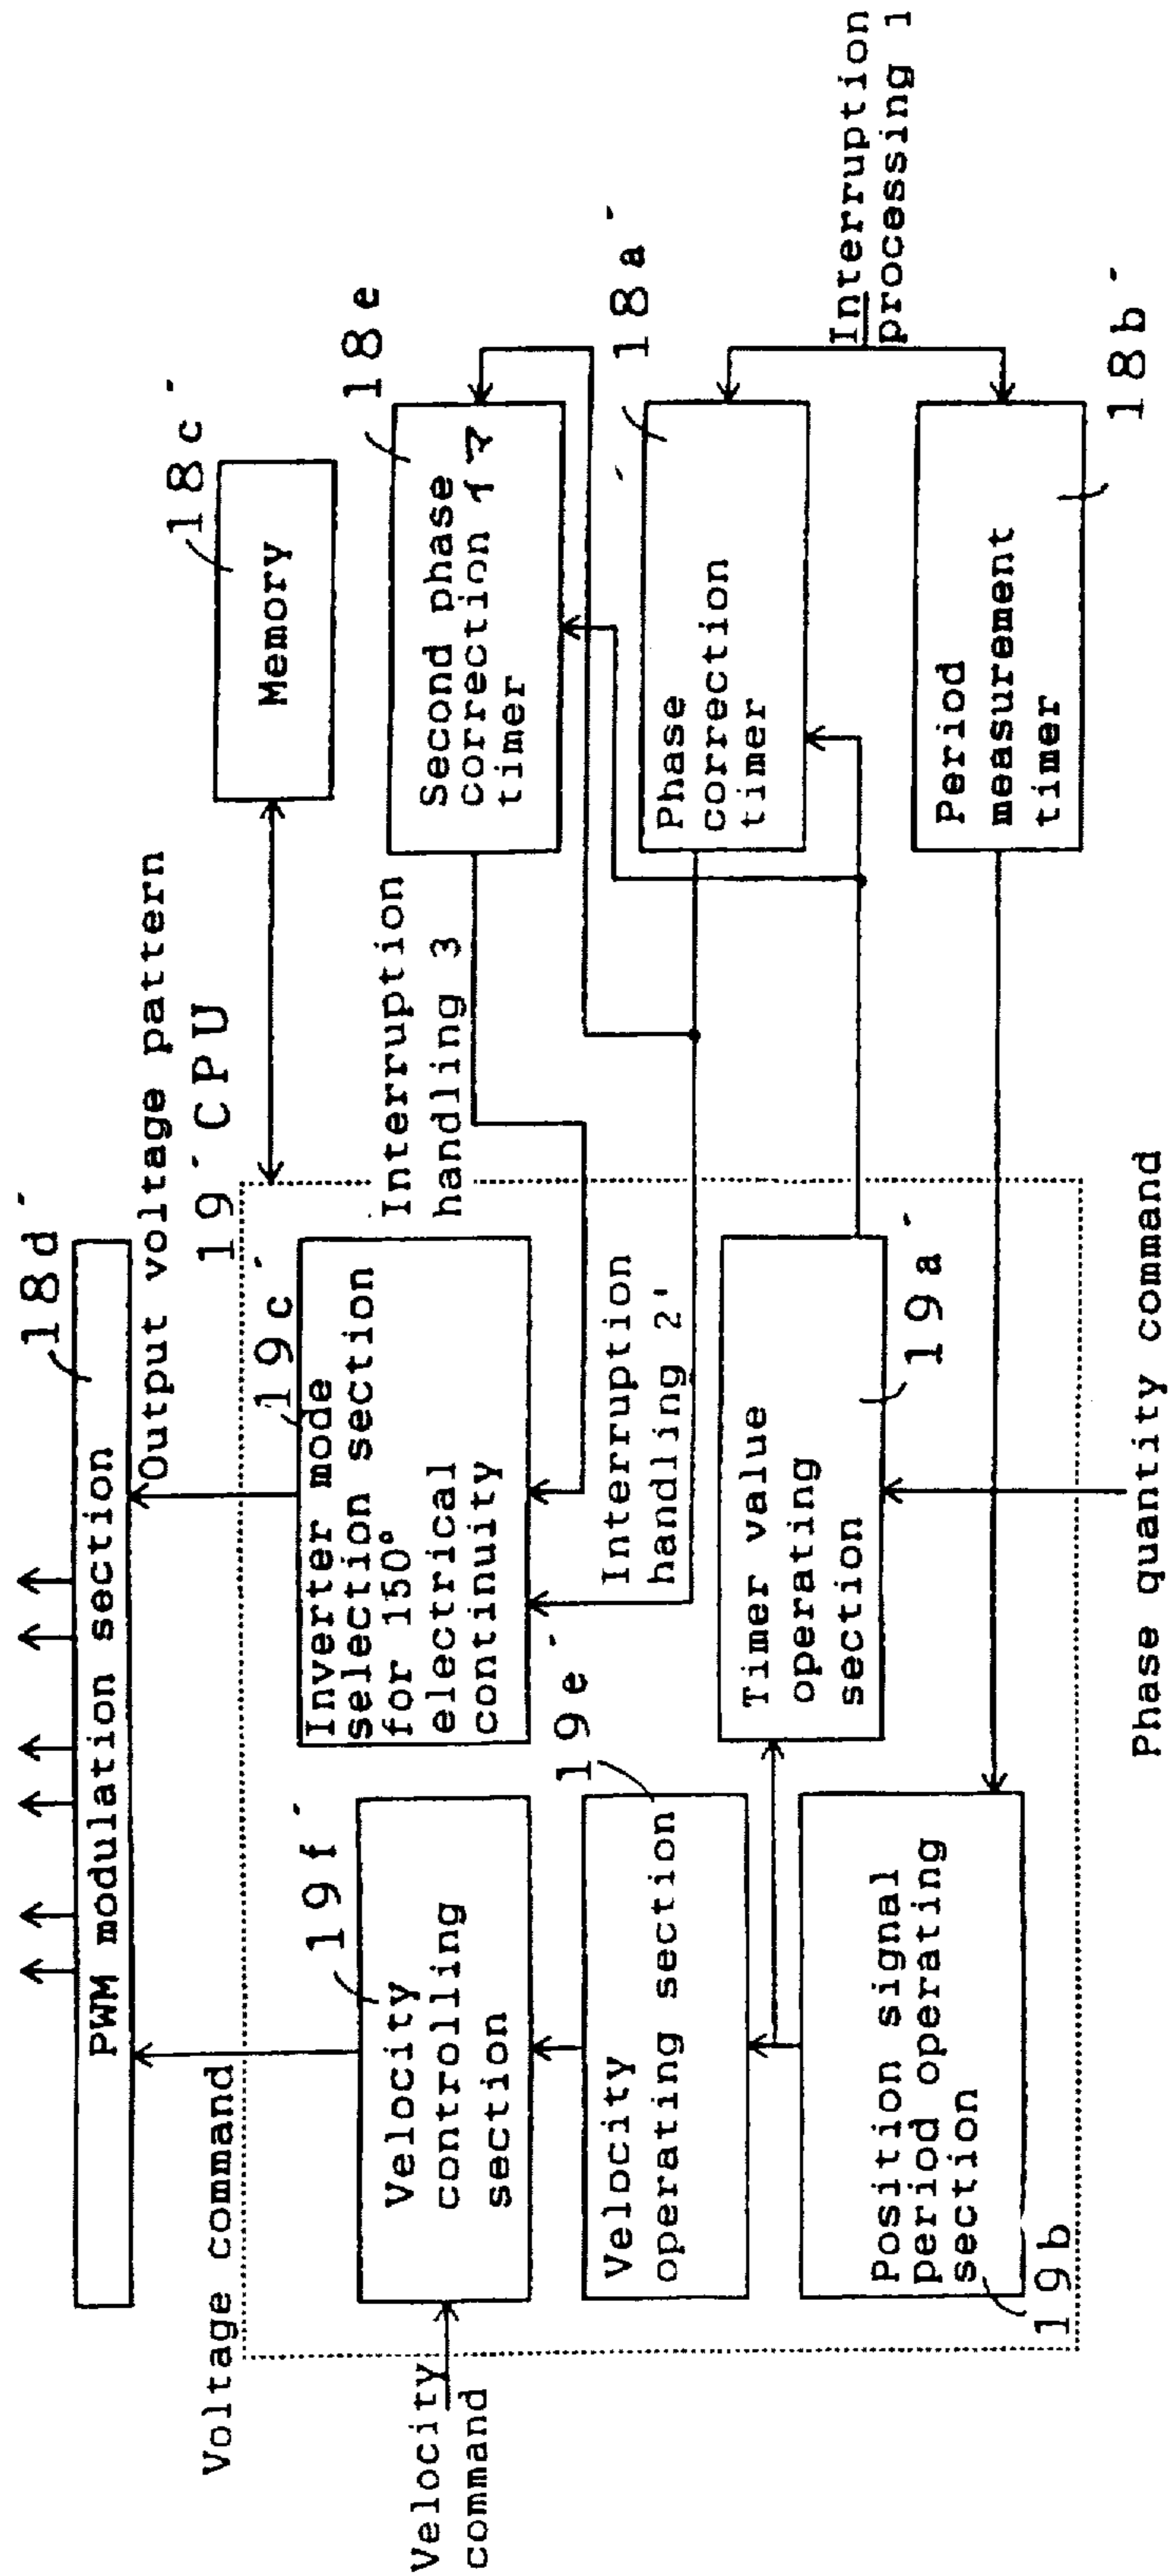 18d´
PWM modulation section
Voltage command
Output voltage pattern
19´CPU
18c´
Memory
19f´
Velocity
controlling
section
Velocity
command
19c´
Inverter mode
selection section
for 150°
electrical
continuity
Interruption
handling 3
18e
Second phase
correction イマ
timer
19e´
Velocity
operating section
Interruption
handling 2'
18a´
Phase
correction
timer
Timer value
operating
section
19a´
Interruption
processing 1
Position signal
period operating
section
19b
Period
measurement
timer
18b´
Phase quantity command